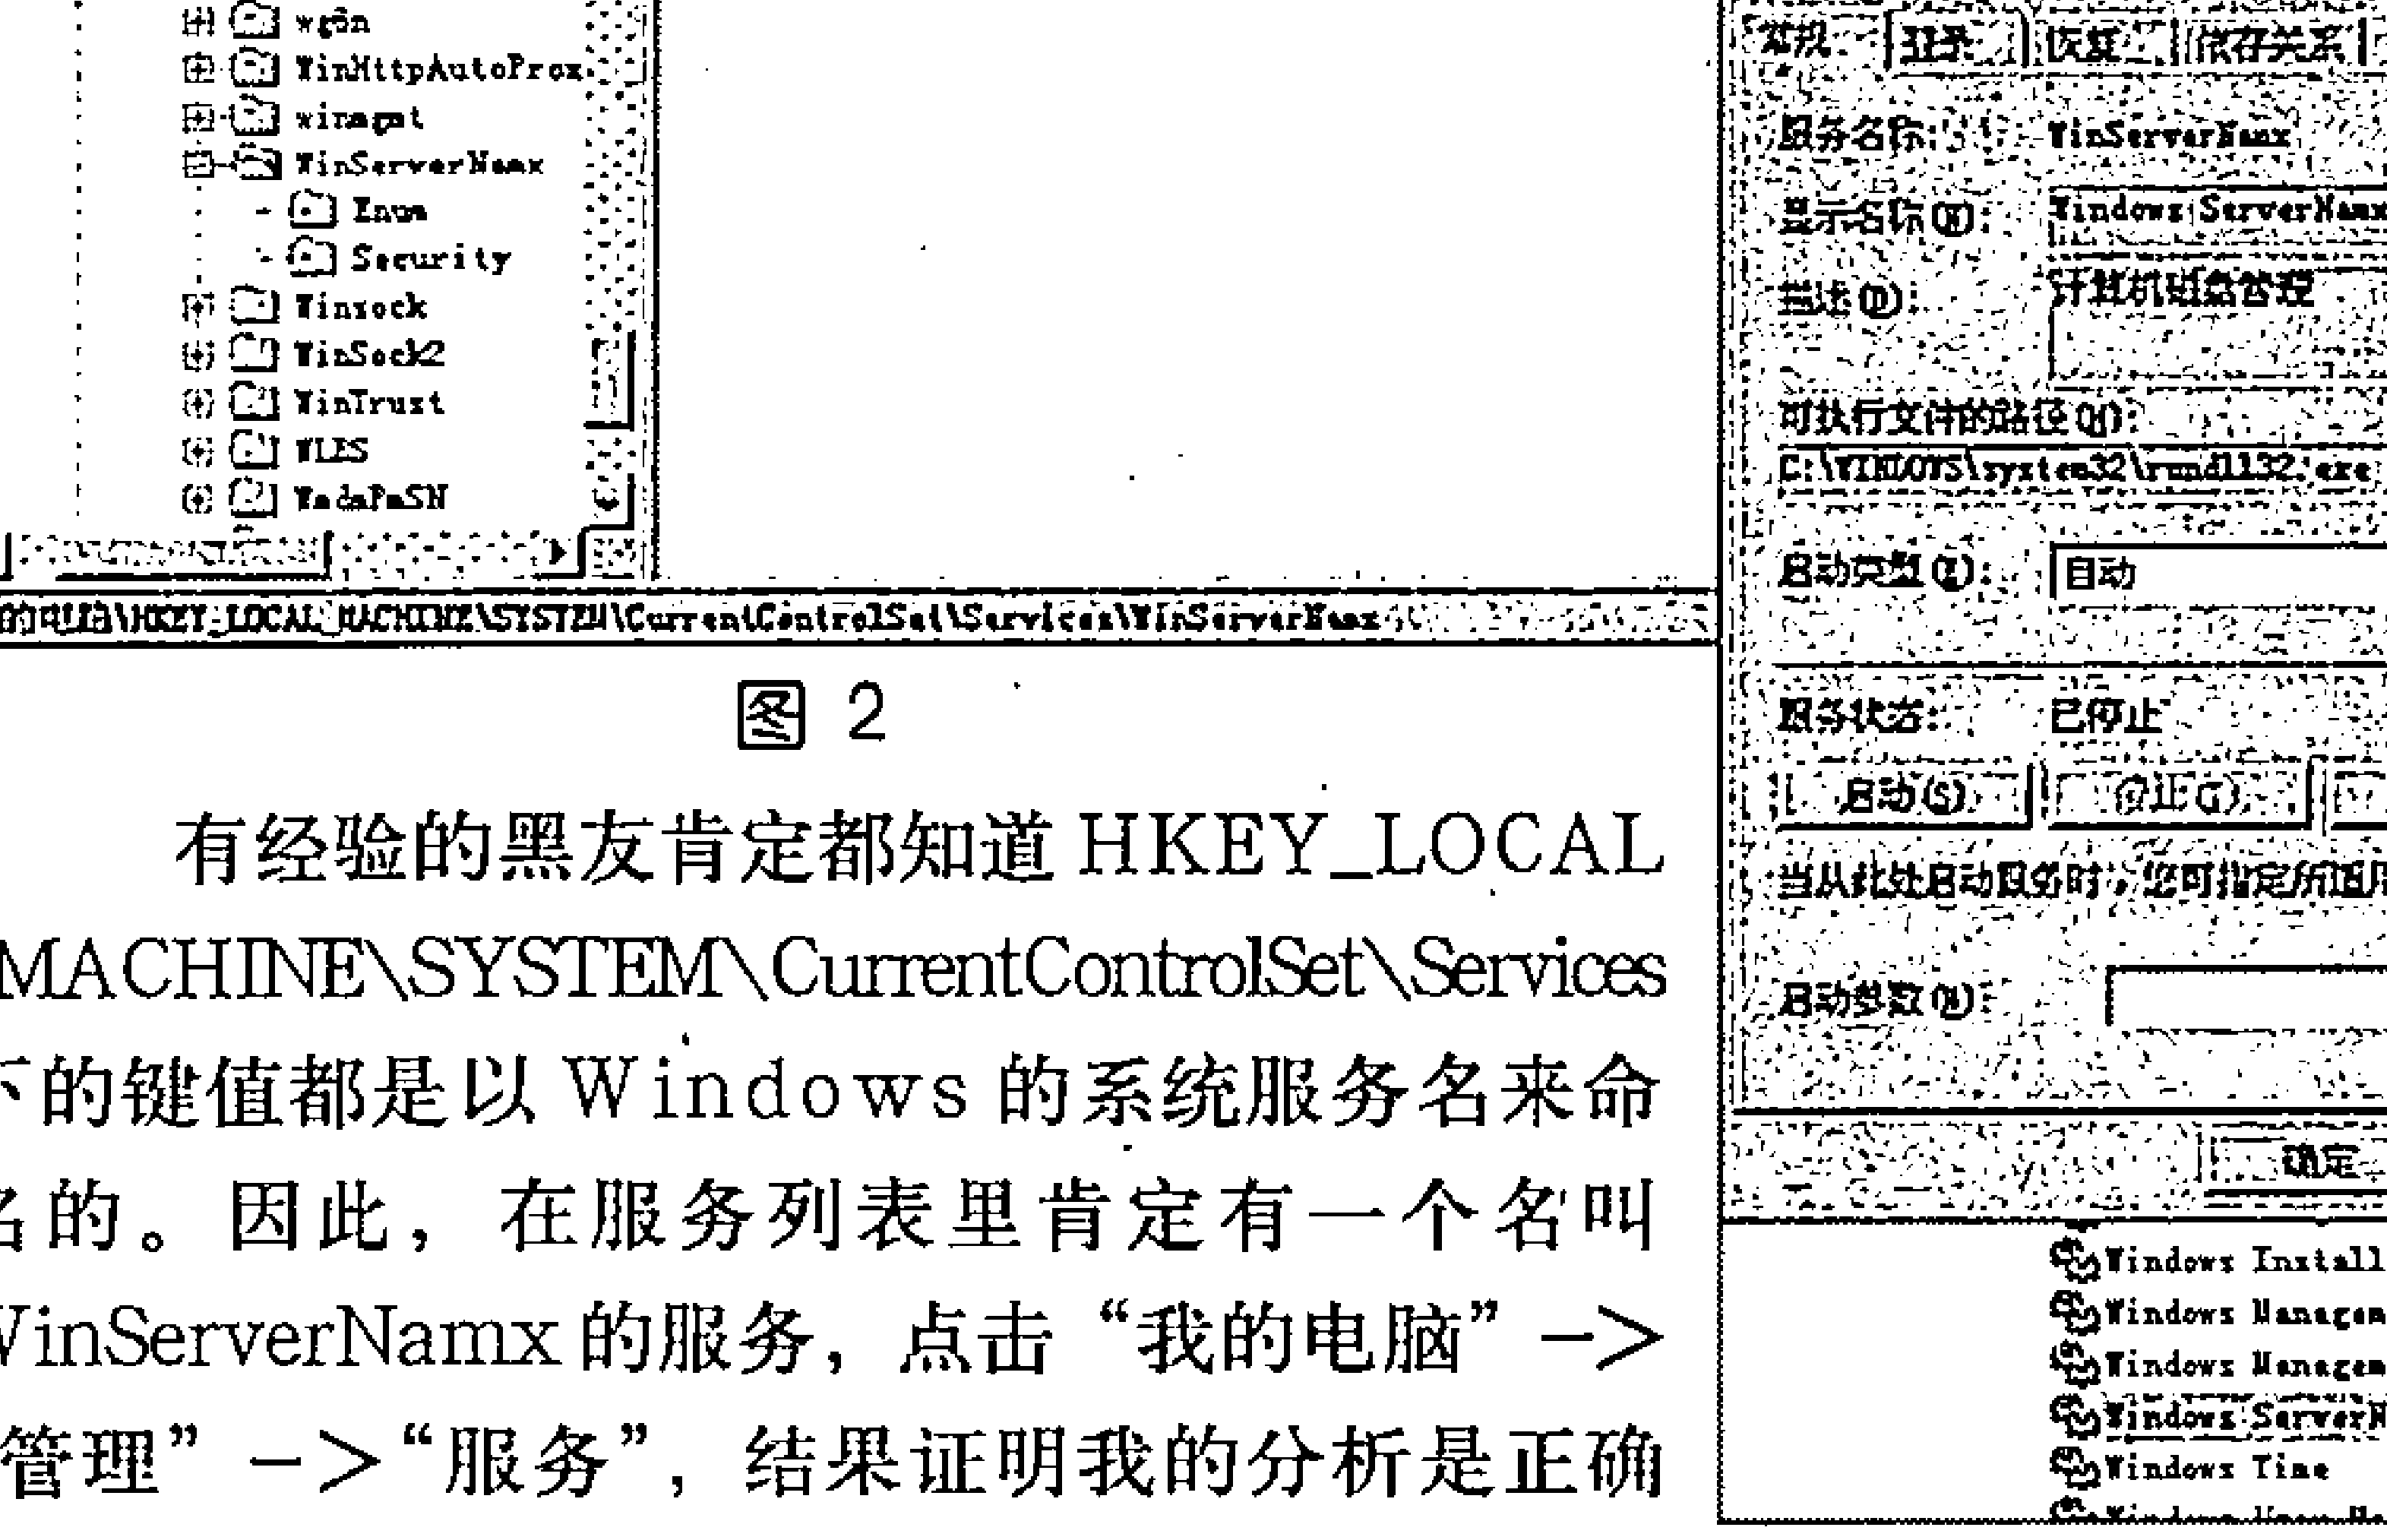 WinHttpAutoProx
winmgmt
WinServerNamx
Enum
Security
Winsock
WinSock2
WinTrust
WLBS
WmdmPmSN
的电脑\HKEY_LOCAL_MACHINE\SYSTEM\CurrentControlSet\Services\WinServerNamx
图 2
有经验的黑友肯定都知道 HKEY_LOCAL
MACHINE\SYSTEM\CurrentControlSet\Services
下的键值都是以 Windows 的系统服务名来命
名的。因此，在服务列表里肯定有一个名叫
WinServerNamx 的服务，点击“我的电脑”->
管理”->“服务”，结果证明我的分析是正确
常规 登录 恢复 依存关系
服务名称: WinServerNamx
显示名称(N): Windows ServerNamx
描述(D):
可执行文件的路径(H):
C:\WINDOWS\system32\rundll32.exe
启动类型(E): 自动
服务状态: 已停止
启动(S) 停止(T)
当从此处启动服务时，您可指定所适用
启动参数(M):
确定
Windows Install
Windows Managem
Windows Managem
Windows ServerN
Windows Time